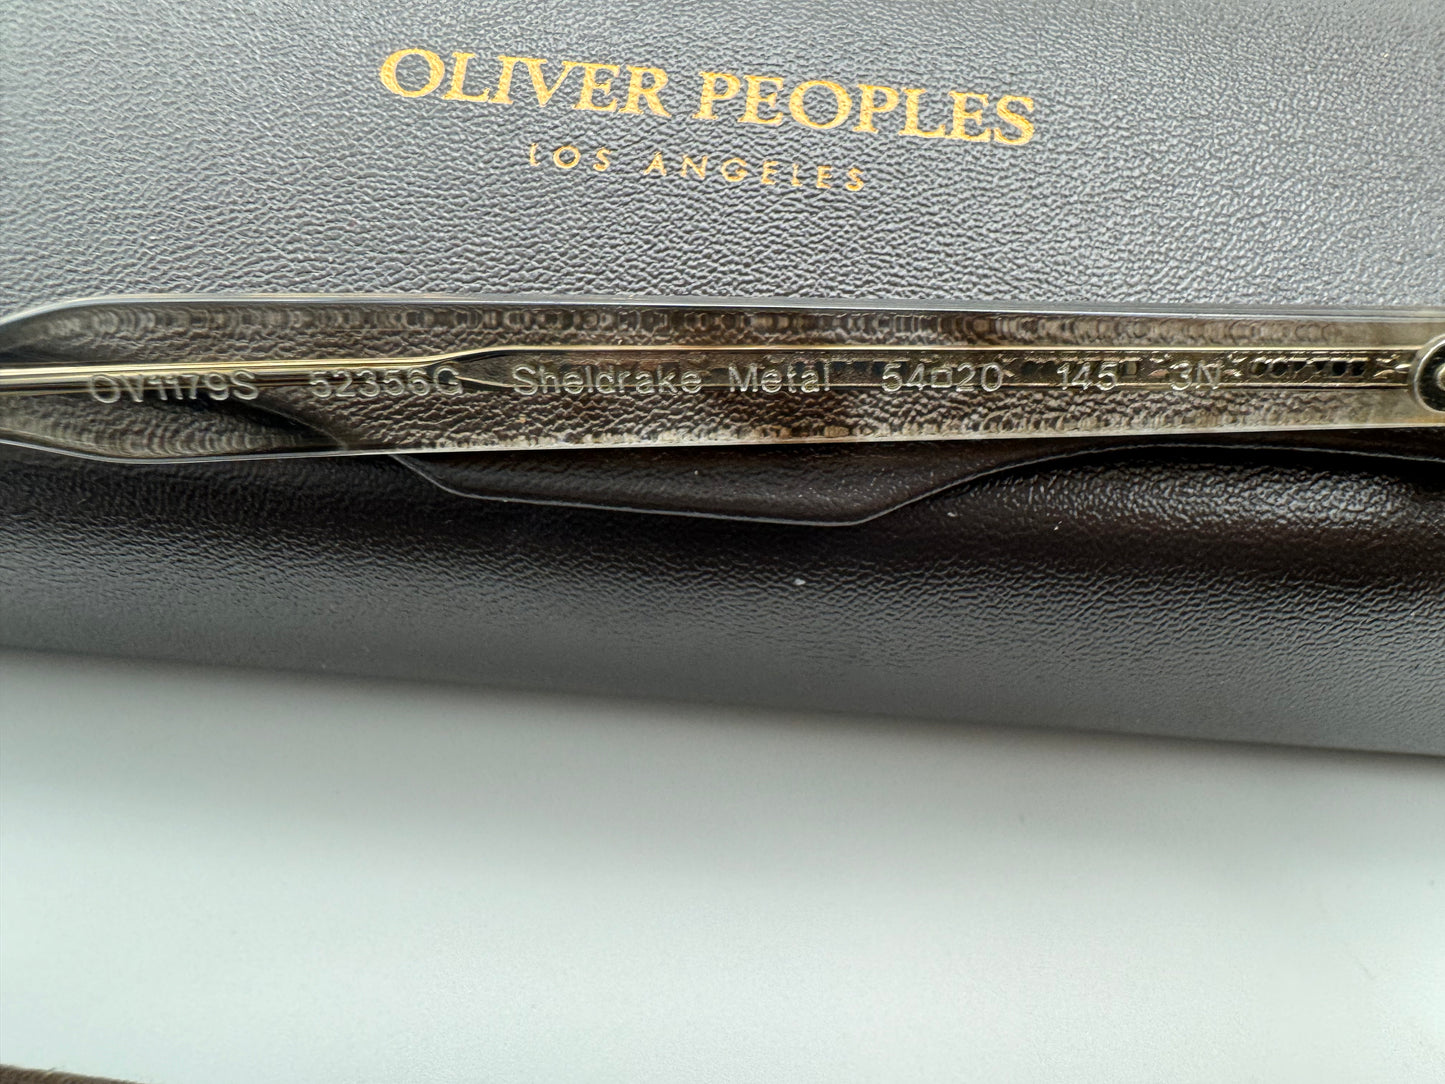 OLIVER PEOPLES
LOS ANGELES
OV1179S 52356G Sheldrake Metal 54□20 145 3N